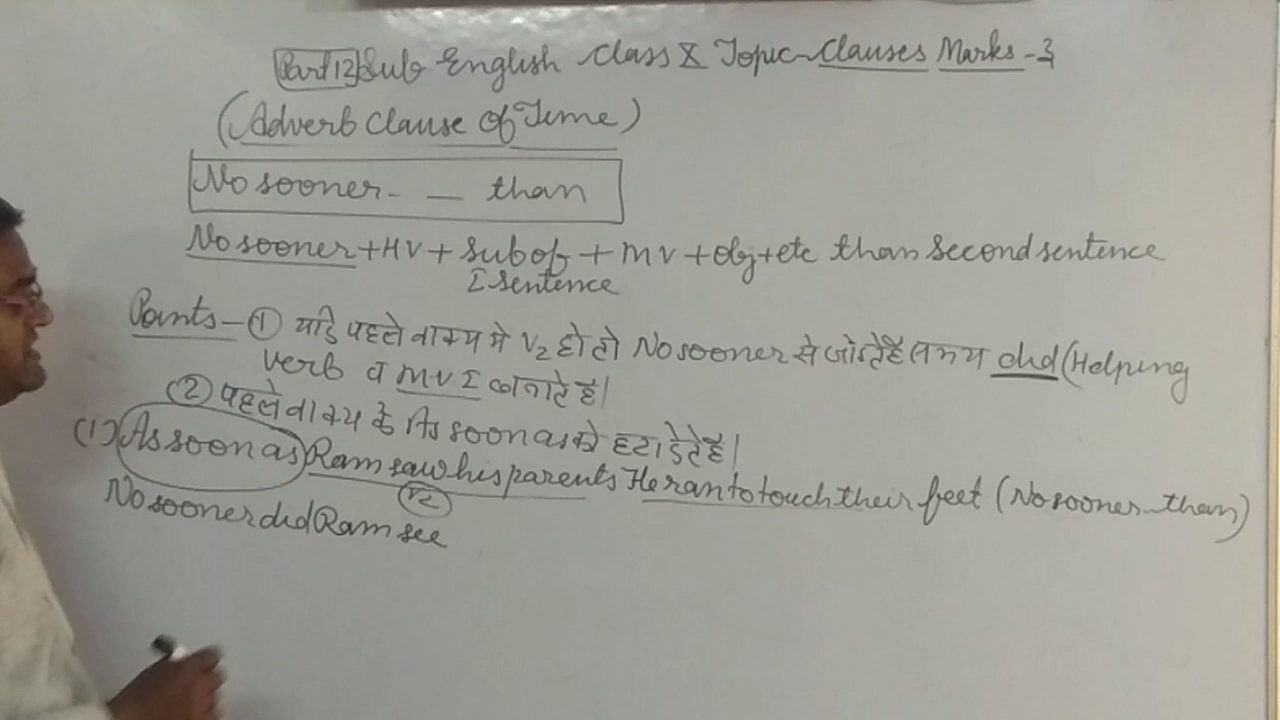 Part 12 Sub English Class X Topic - Clauses Marks - 3
(Adverb Clause of Time)
No sooner - — than
No sooner + HV + Sub of + MV + obj + etc than Second sentence
I sentence
Points - ① यदि पहले वाक्य मे V2 हो तो No sooner से जोडते है समय did (Helping
Verb व M.V I बनाते है।
② पहले वाक्य के As soon as को हटा देते है।
(1) As soon as Ram saw his parents He ran to touch their feet (No sooner - than)
V2
No sooner did Ram see